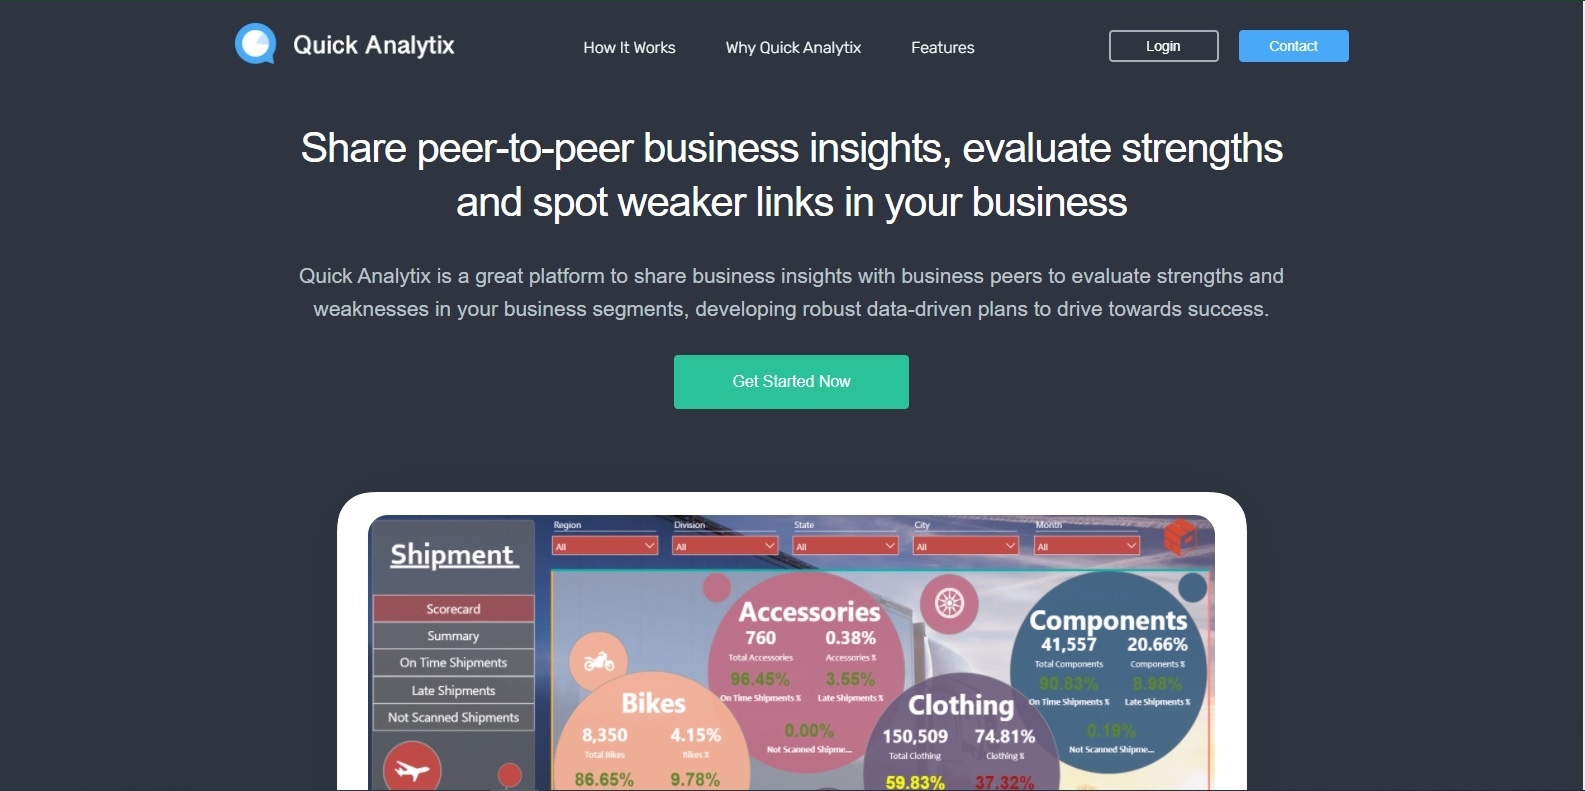 Quick Analytix
How It Works
Why Quick Analytix
Features
Login
Contact
Share peer-to-peer business insights, evaluate strengths
and spot weaker links in your business
Quick Analytix is a great platform to share business insights with business peers to evaluate strengths and
weaknesses in your business segments, developing robust data-driven plans to drive towards success.
Get Started Now
Shipment
Scorecard
Summary
On Time Shipments
Late Shipments
Not Scanned Shipments
Region Division State City Month
All All All All All
Accessories
760 0.38%
Total Accessories Accessories %
96.45% 3.55%
On Time Shipments % Late Shipments %
0.00%
Not Scanned Shipme...
Components
41,557 20.66%
Total Components Components %
90.83% 8.98%
On Time Shipments % Late Shipments %
0.19%
Not Scanned Shipme...
Bikes
8,350 4.15%
Total Bikes Bikes %
86.65% 9.78%
Clothing
150,509 74.81%
Total Clothing Clothing %
59.83% 37.32%